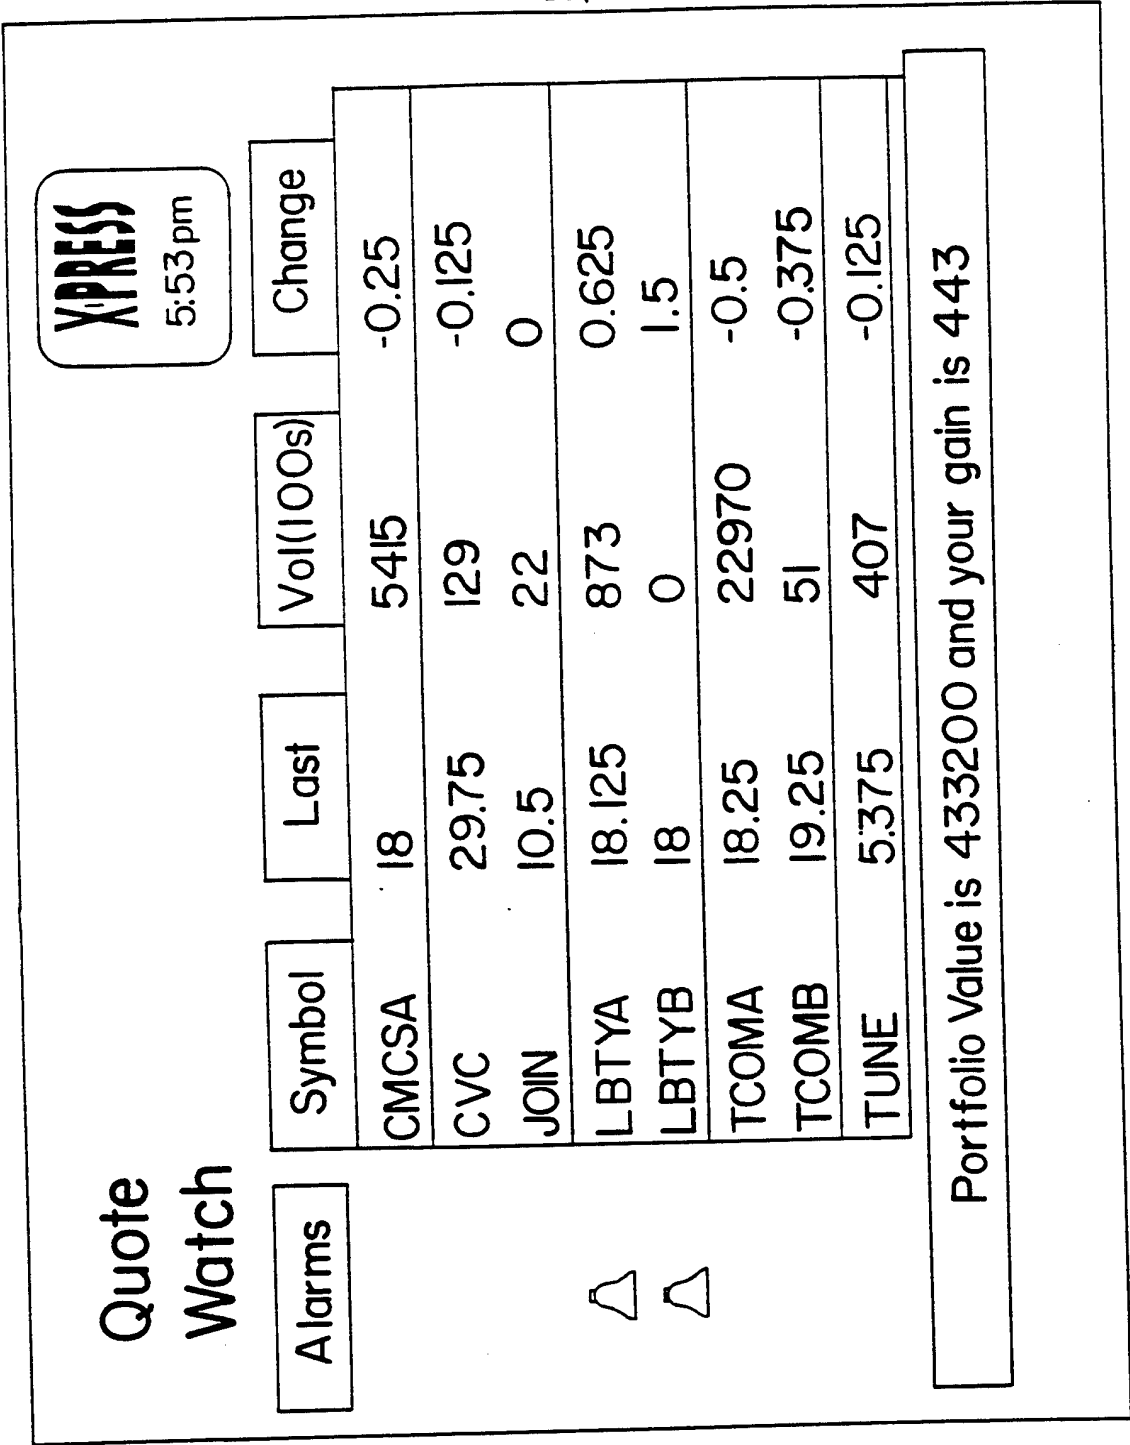 Quote
Watch
X·PRESS
5:53pm
Alarms Symbol Last Vol(100s) Change
CMCSA 18 5415 -0.25
CVC 29.75 129 -0.125
JOIN 10.5 22 0
LBTYA 18.125 873 0.625
LBTYB 18 0 1.5
TCOMA 18.25 22970 -0.5
TCOMB 19.25 51 -0.375
TUNE 5.375 407 -0.125
Portfolio Value is 433200 and your gain is 443